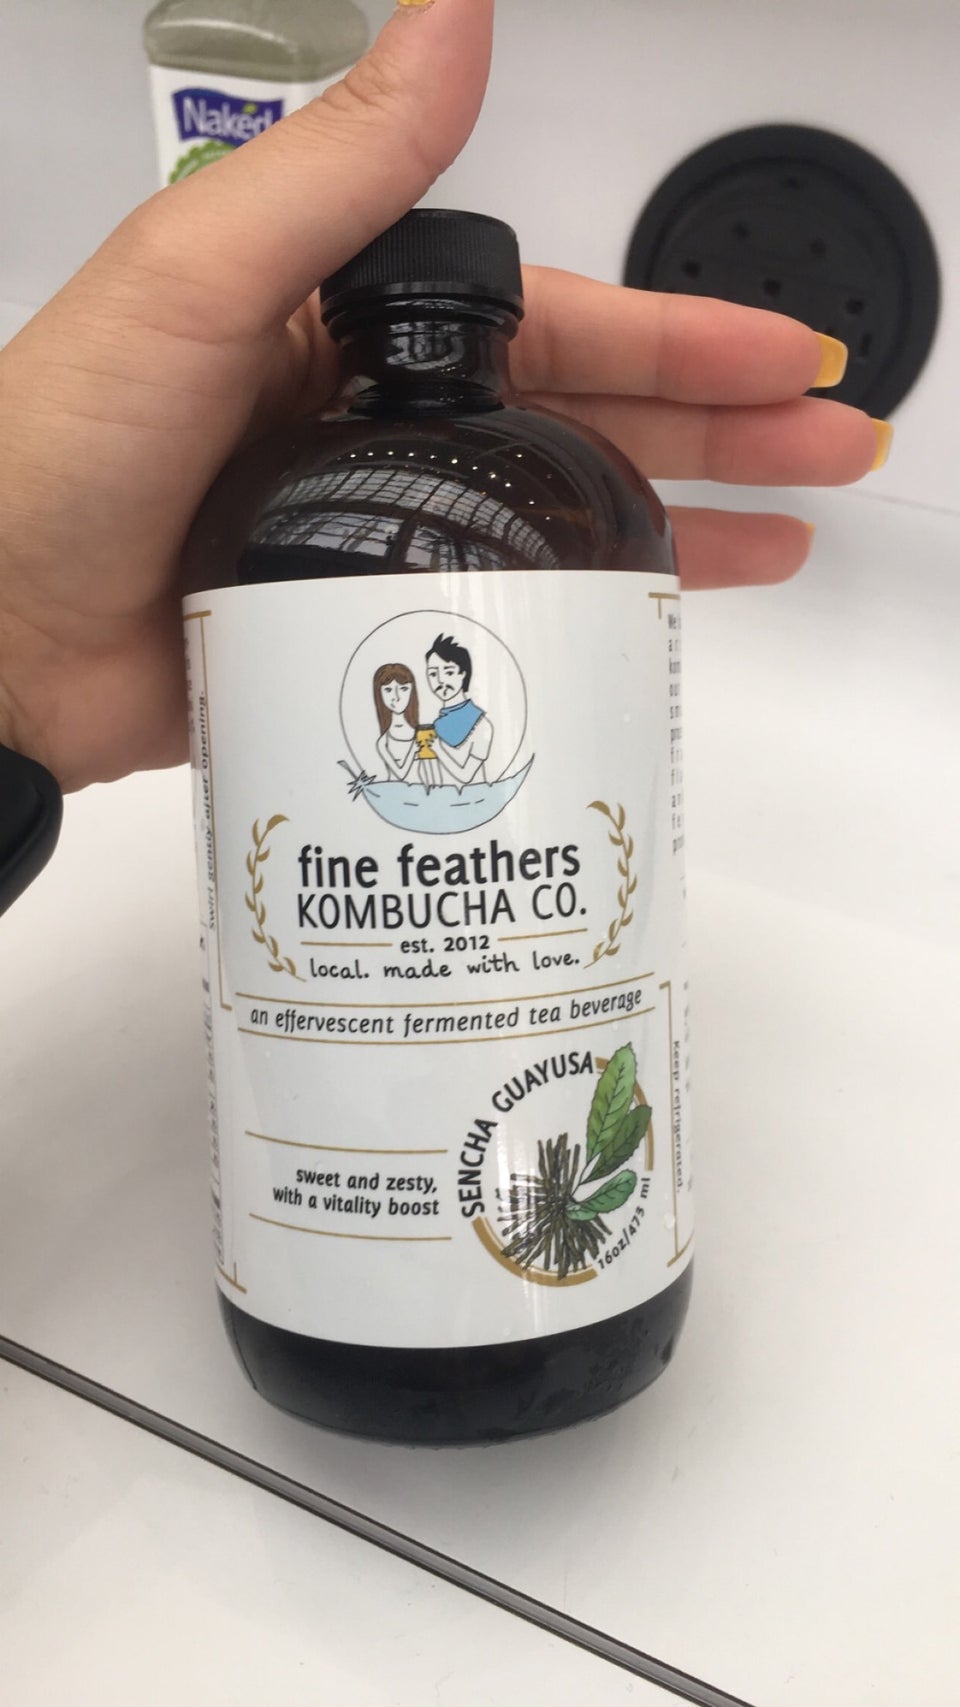 Naked
fine feathers
KOMBUCHA CO.
est. 2012
local. made with love.
an effervescent fermented tea beverage
SENCHA GUAYUSA
sweet and zesty,
with a vitality boost
16oz/473 ml
swirl gently after opening.
We
keep refrigerated.